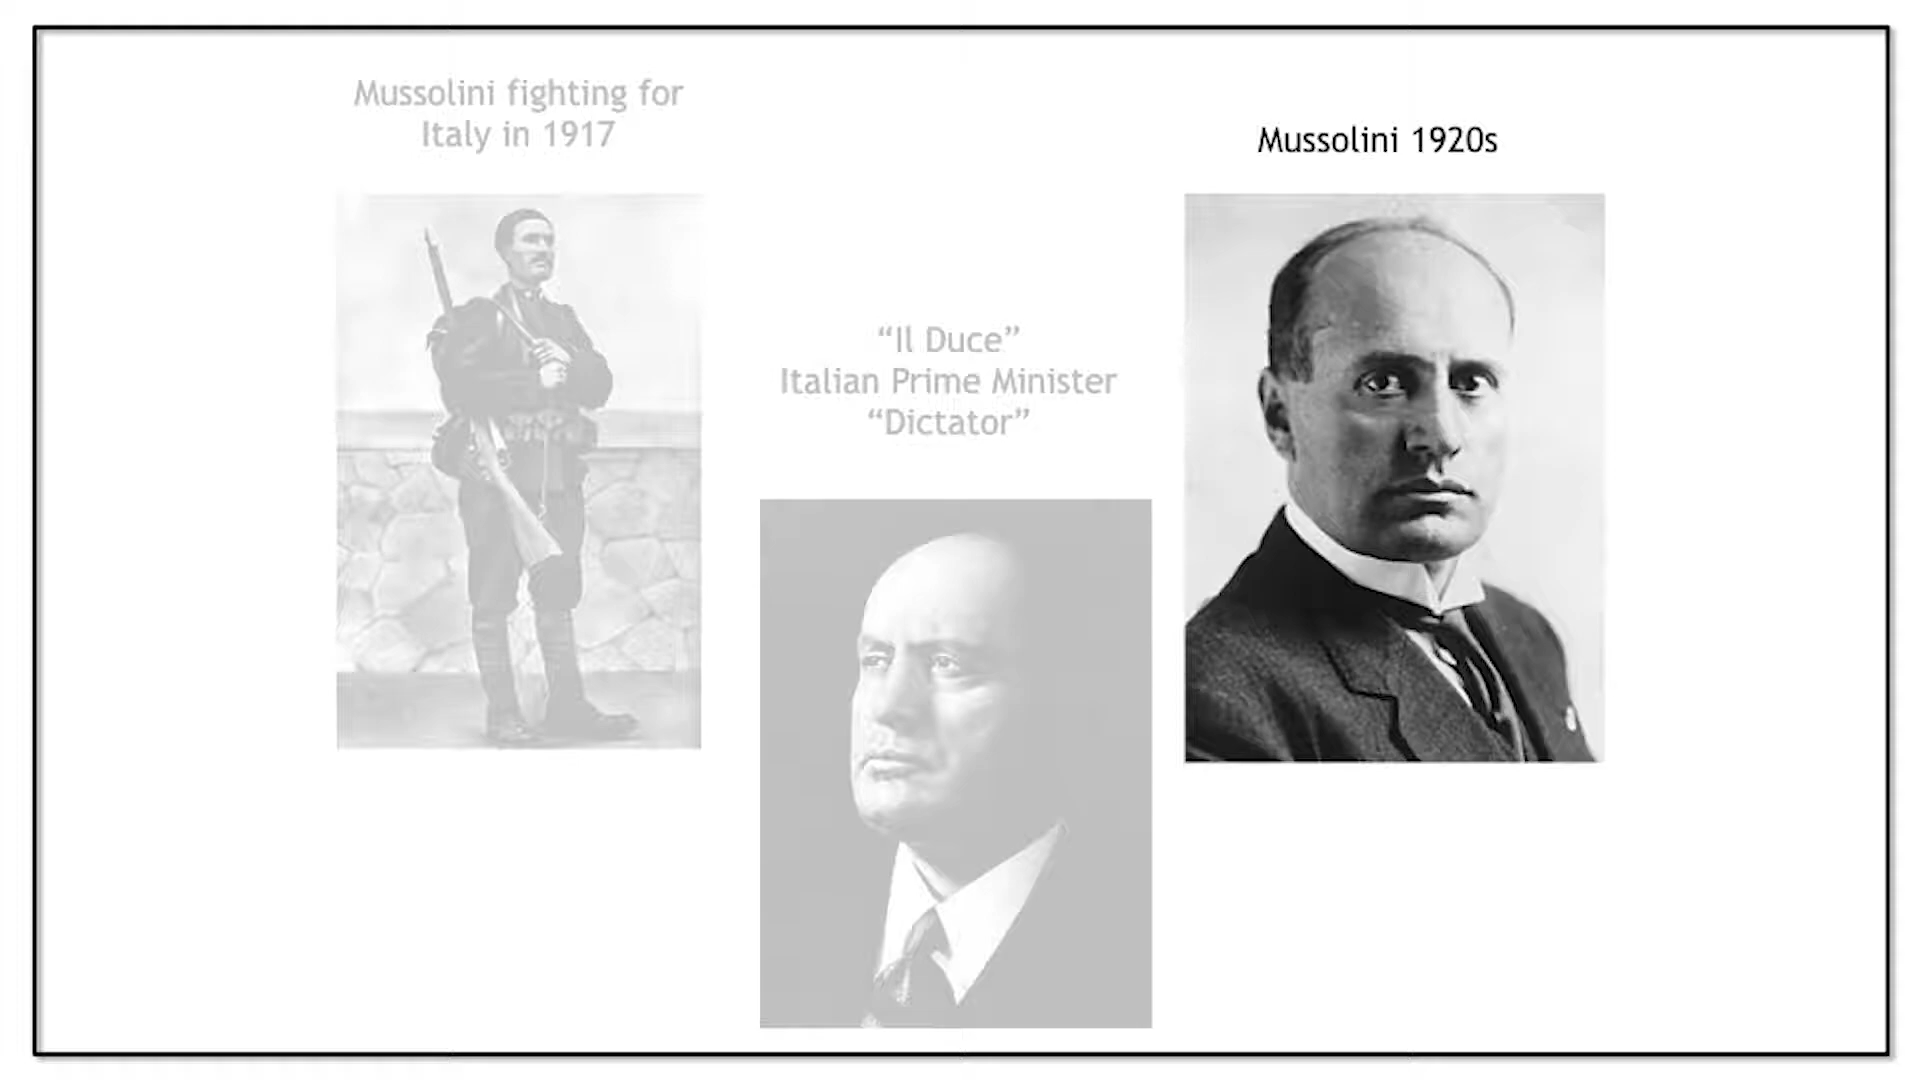 Mussolini fighting for
Italy in 1917
“Il Duce”
Italian Prime Minister
“Dictator”
Mussolini 1920s